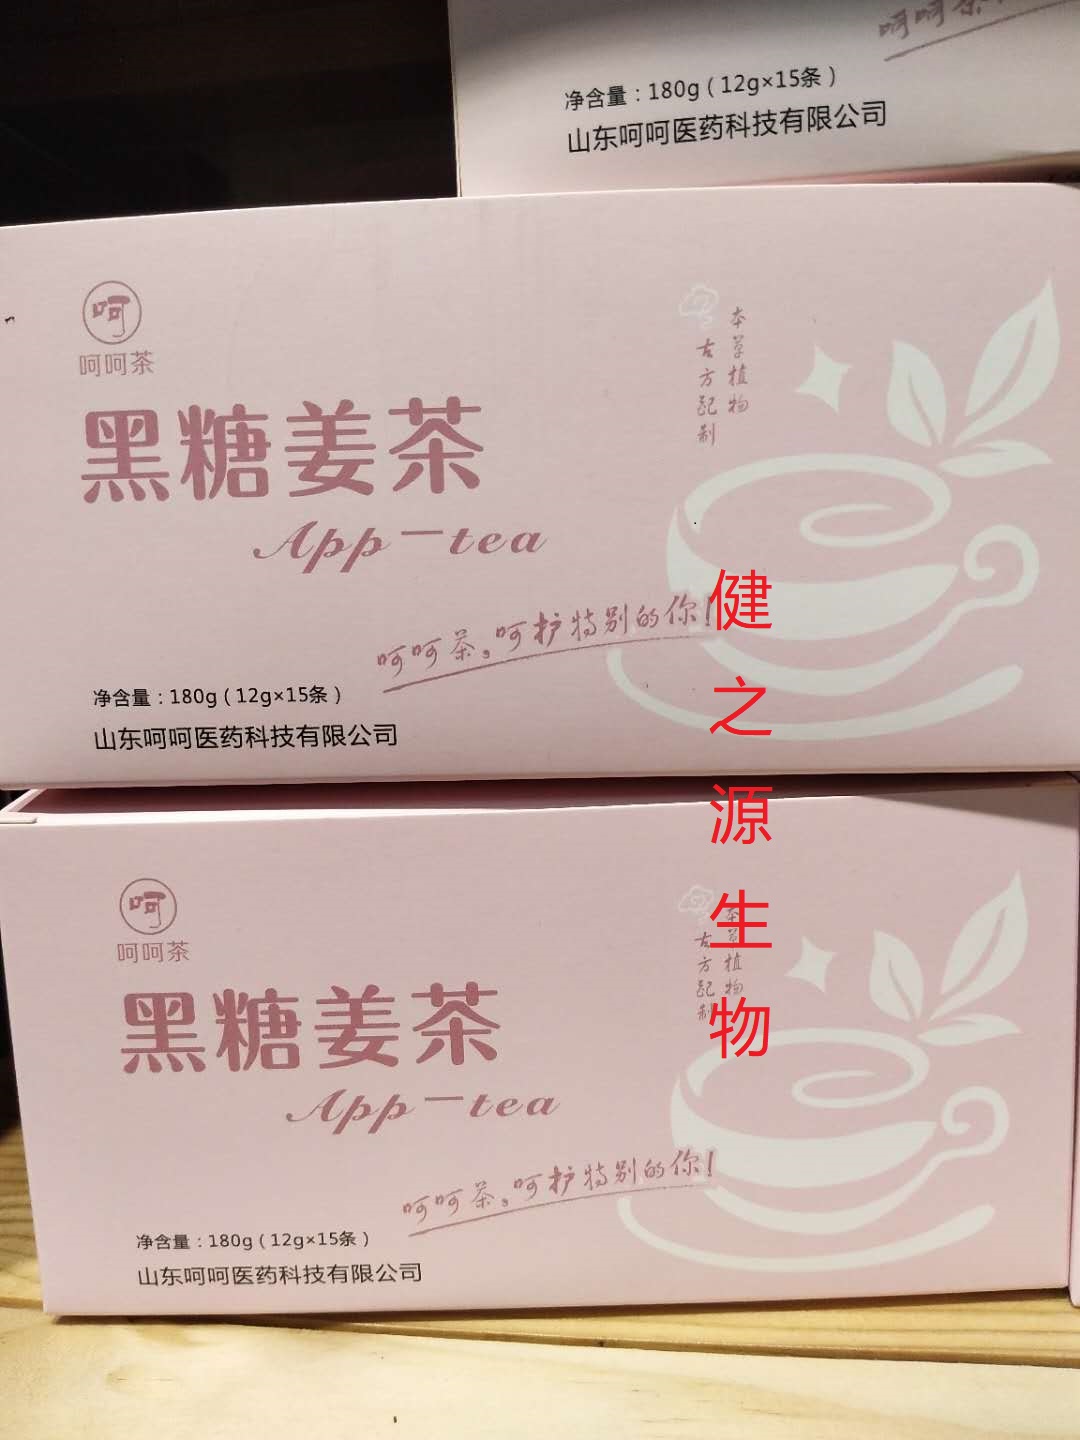 呵呵茶
净含量：180g（12g×15条）
山东呵呵医药科技有限公司
呵
呵呵茶
本草植物
古方配制
黑糖姜茶
App-tea
呵呵茶。呵护特别的你！
净含量：180g（12g×15条）
山东呵呵医药科技有限公司
健之源生物
呵
呵呵茶
本草植物
古方配制
黑糖姜茶
App-tea
呵呵茶。呵护特别的你！
净含量：180g（12g×15条）
山东呵呵医药科技有限公司